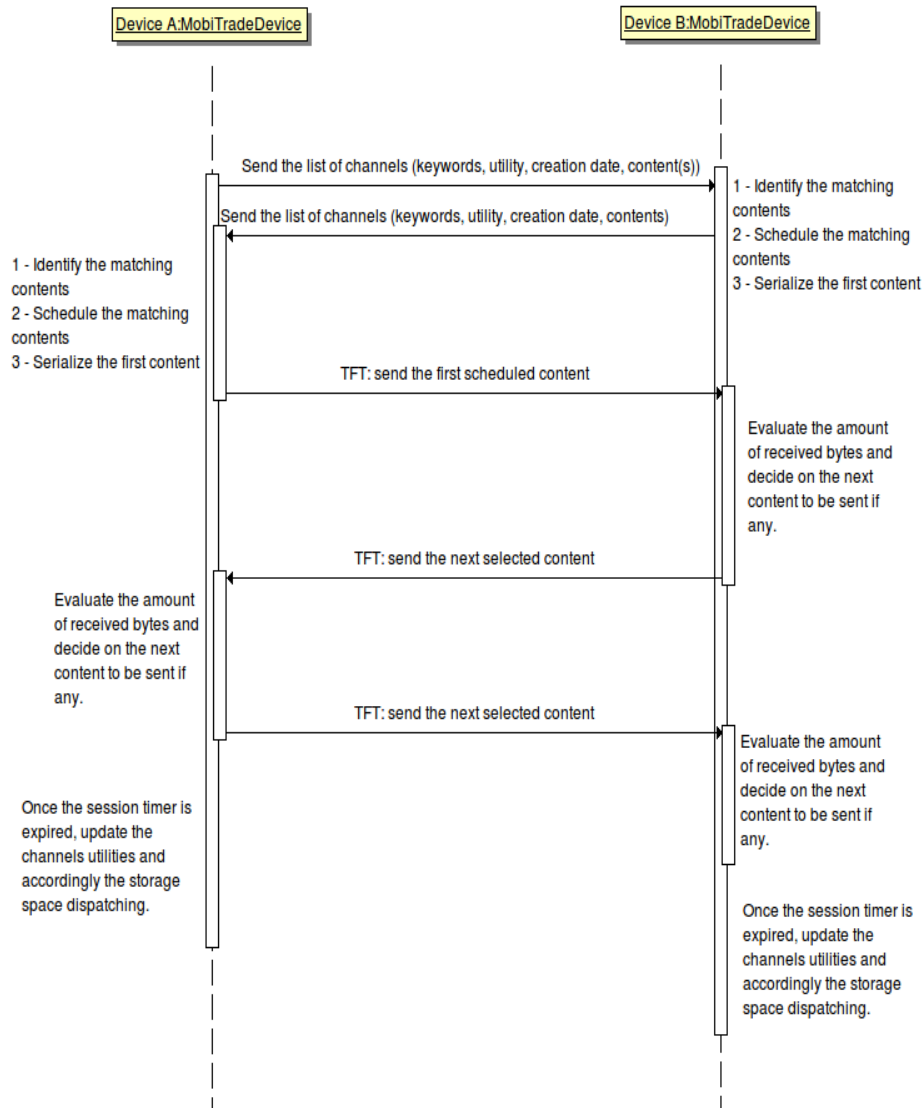 Device A:MobiTradeDevice
Device B:MobiTradeDevice
Send the list of channels (keywords, utility, creation date, content(s))
1 - Identify the matching
contents
2 - Schedule the matching
contents
3 - Serialize the first content
Send the list of channels (keywords, utility, creation date, contents)
1 - Identify the matching
contents
2 - Schedule the matching
contents
3 - Serialize the first content
TFT: send the first scheduled content
Evaluate the amount
of received bytes and
decide on the next
content to be sent if
any.
TFT: send the next selected content
Evaluate the amount
of received bytes and
decide on the next
content to be sent if
any.
TFT: send the next selected content
Evaluate the amount
of received bytes and
decide on the next
content to be sent if
any.
Once the session timer is
expired, update the
channels utilities and
accordingly the storage
space dispatching.
Once the session timer is
expired, update the
channels utilities and
accordingly the storage
space dispatching.